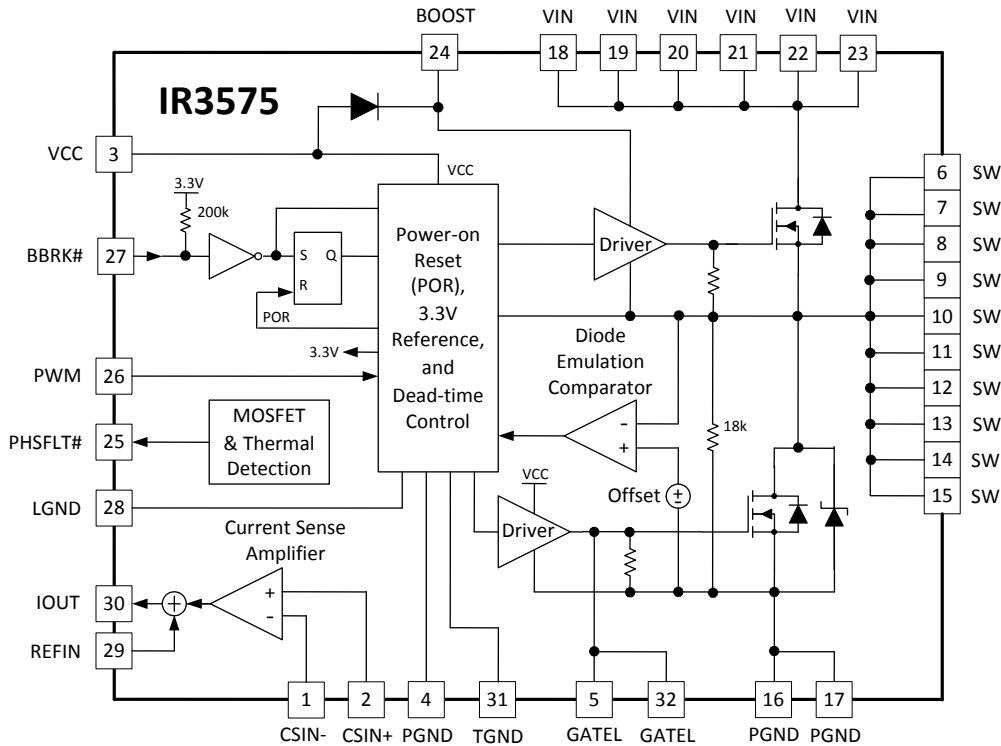 BOOST
VIN VIN VIN VIN VIN VIN
24 18 19 20 21 22 23
IR3575
VCC
3
VCC
3.3V
200k
BBRK#
27
S Q
R
POR
3.3V
Power-on
Reset
(POR),
3.3V
Reference,
and
Dead-time
Control
Driver
6 SW
7 SW
8 SW
9 SW
10 SW
11 SW
12 SW
13 SW
14 SW
15 SW
Diode
Emulation
Comparator
-
+
18k
Offset
+
-
PWM
26
PHSFLT#
25
MOSFET
& Thermal
Detection
LGND
28
VCC
Driver
Current Sense
Amplifier
+
-
IOUT
30
+
REFIN
29
1 2 4 31 5 32 16 17
CSIN- CSIN+ PGND TGND GATEL GATEL PGND PGND